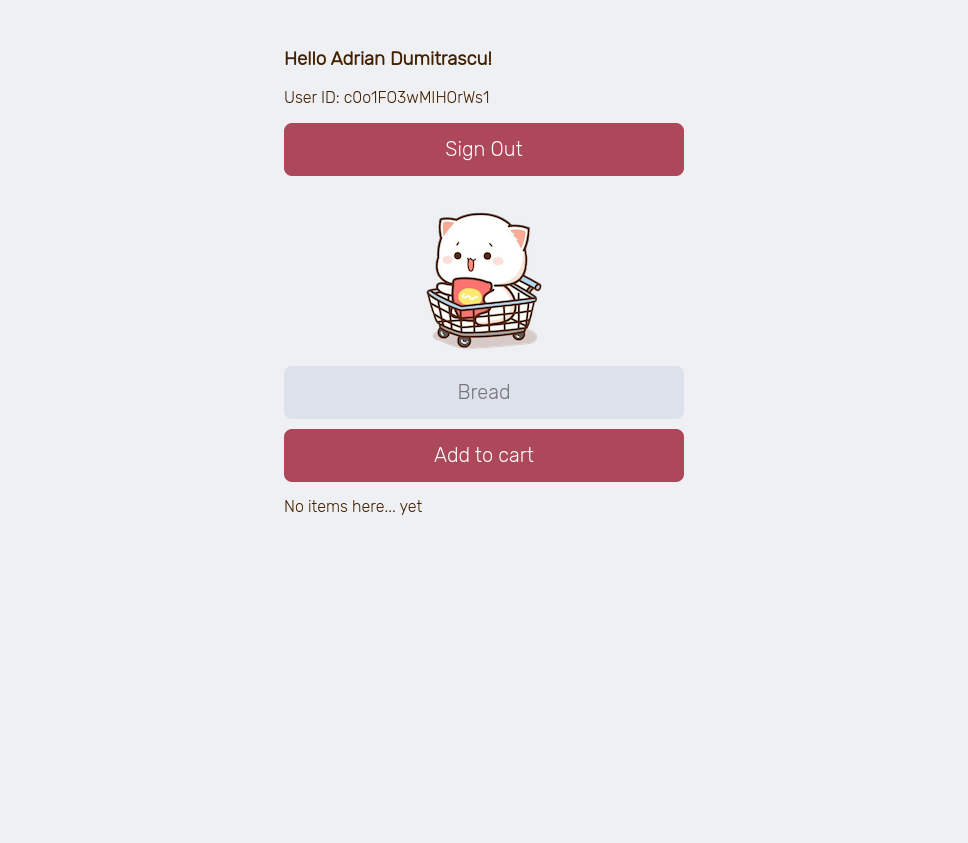 Hello Adrian Dumitrascu!
User ID: c0o1FO3wMIHOrWs1
Sign Out
Bread
Add to cart
No items here... yet